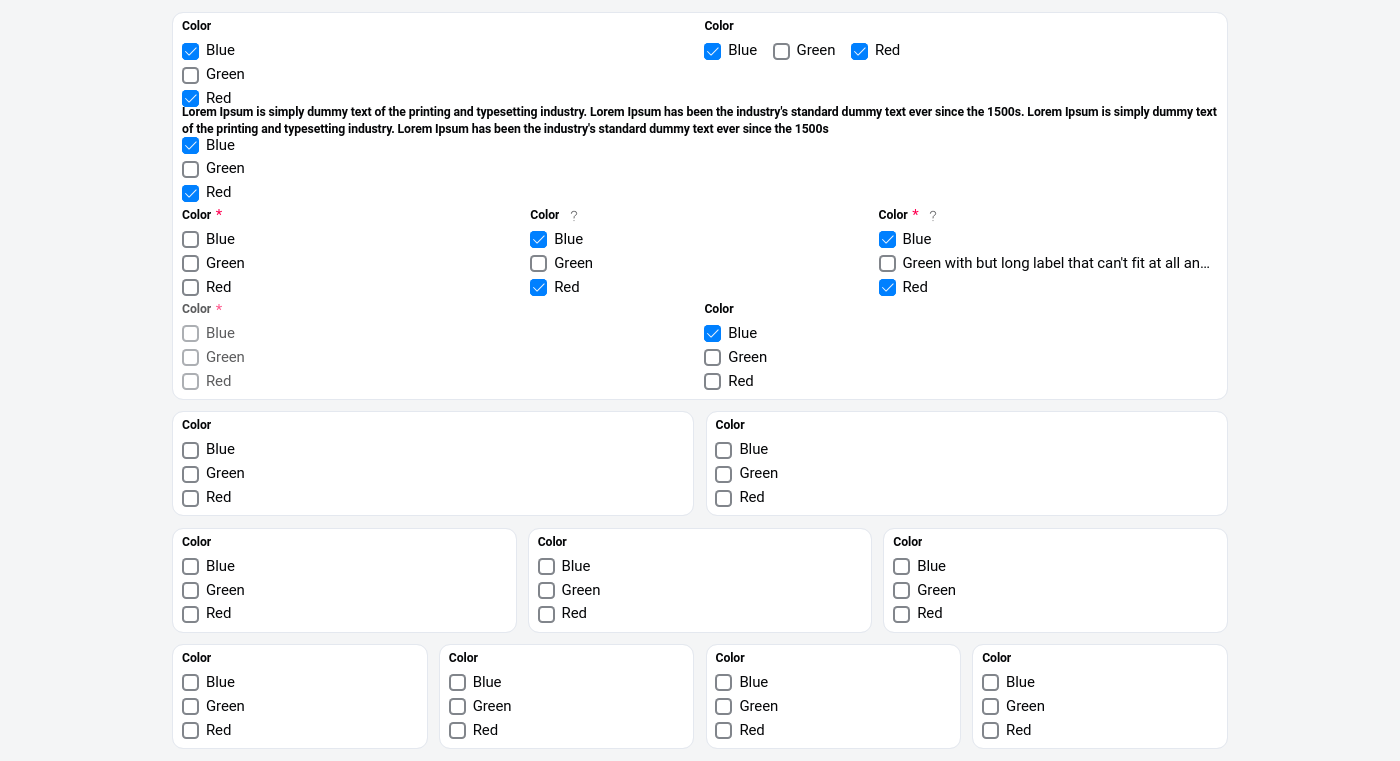 Color
Blue
Green
Red
Color
Blue Green Red
Lorem Ipsum is simply dummy text of the printing and typesetting industry. Lorem Ipsum has been the industry's standard dummy text ever since the 1500s. Lorem Ipsum is simply dummy text
of the printing and typesetting industry. Lorem Ipsum has been the industry's standard dummy text ever since the 1500s
Blue
Green
Red
Color *
Blue
Green
Red
Color ?
Blue
Green
Red
Color * ?
Blue
Green with but long label that can't fit at all an...
Red
Color *
Blue
Green
Red
Color
Blue
Green
Red
Color
Blue
Green
Red
Color
Blue
Green
Red
Color
Blue
Green
Red
Color
Blue
Green
Red
Color
Blue
Green
Red
Color
Blue
Green
Red
Color
Blue
Green
Red
Color
Blue
Green
Red
Color
Blue
Green
Red